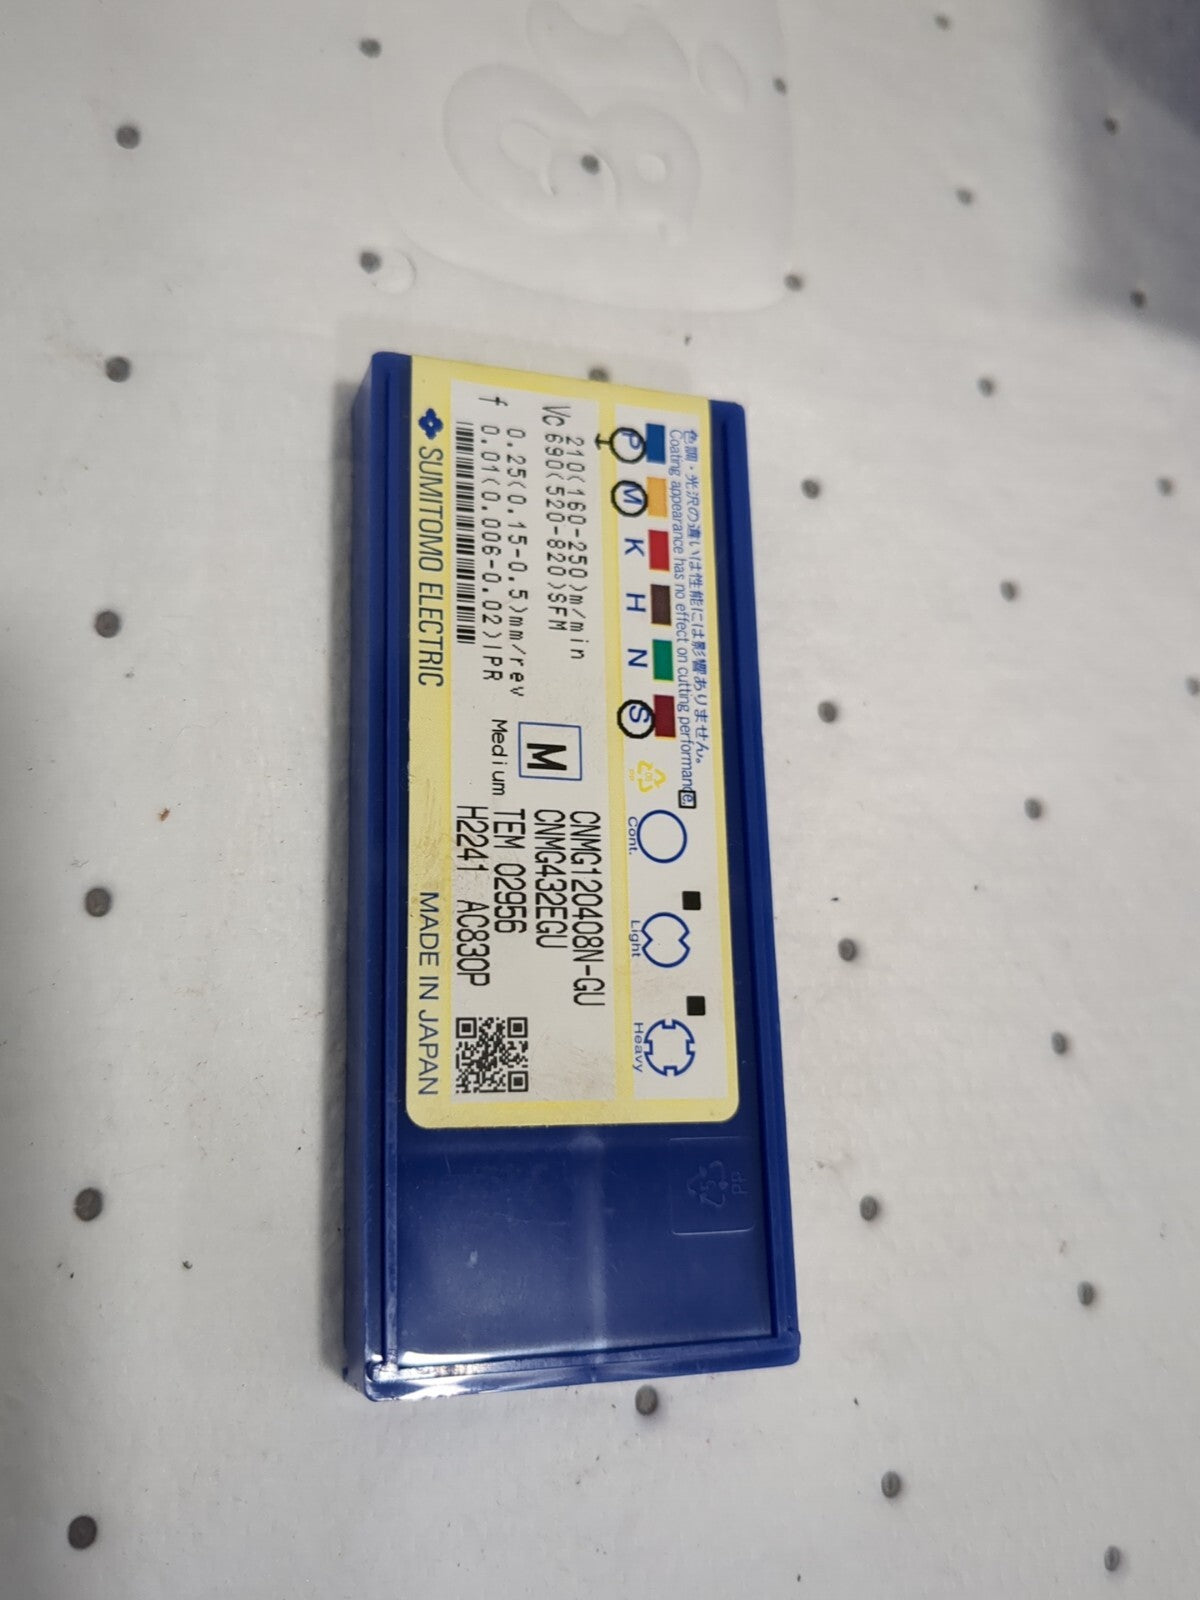 色調・光沢の違いは性能には影響ありません。
Coating appearance has no effect on cutting performance.
P M K H N S
Cont. Light Heavy
210(160-250)m/min
Vc 690(520-820)SFM
0.25(0.15-0.5)mm/rev
f 0.01(0.006-0.02)IPR
M
Medium
CNMG120408N-GU
CNMG432EGU
TEM 02956
H2241 AC830P
SUMITOMO ELECTRIC
MADE IN JAPAN
PP